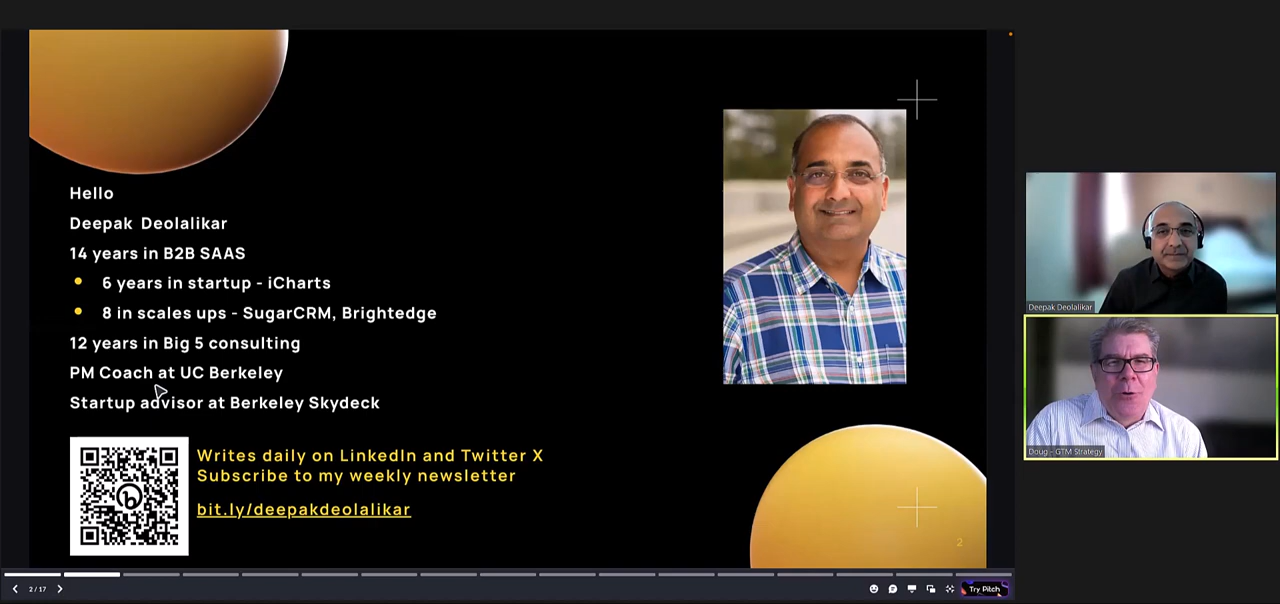 Hello
Deepak Deolalikar
14 years in B2B SAAS
6 years in startup - iCharts
8 in scales ups - SugarCRM, Brightedge
12 years in Big 5 consulting
PM Coach at UC Berkeley
Startup advisor at Berkeley Skydeck
Writes daily on LinkedIn and Twitter X
Subscribe to my weekly newsletter
bit.ly/deepakdeolalikar
2
2 / 17
Try Pitch
Deepak Deolalikar
Doug - GTM Strategy